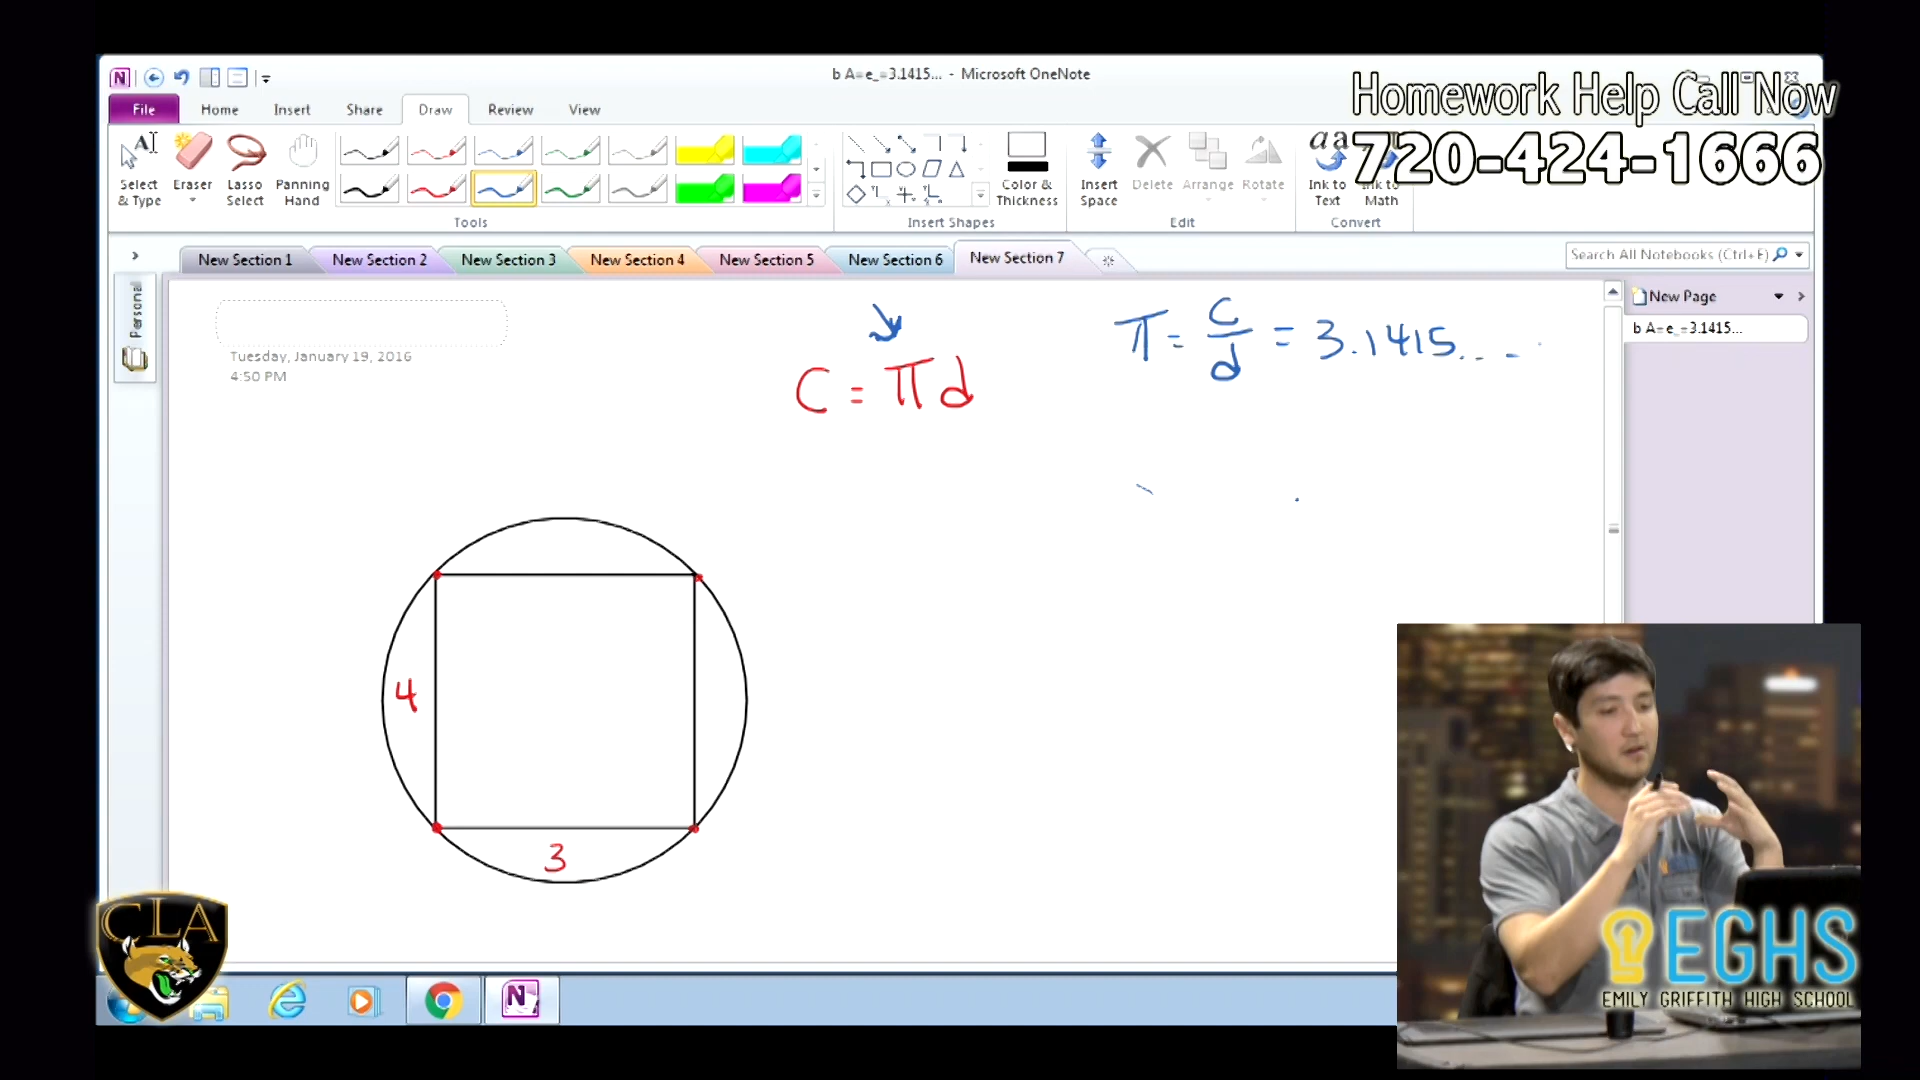 b A=e_=3.1415... - Microsoft OneNote
Homework Help Call Now
720-424-1666
File Home Insert Share Draw Review View
Select & Type
Eraser
Lasso Select
Panning Hand
Color & Thickness
Insert Space
Delete
Arrange
Rotate
Ink to Text
Ink to Math
Tools
Insert Shapes
Edit
Convert
New Section 1 New Section 2 New Section 3 New Section 4 New Section 5 New Section 6 New Section 7
Search All Notebooks (Ctrl+E)
Personal
New Page
b A=e_=3.1415...
Tuesday, January 19, 2016
4:50 PM
π = c/d = 3.1415....
C = πd
4
3
CLA
EGHS
EMILY GRIFFITH HIGH SCHOOL